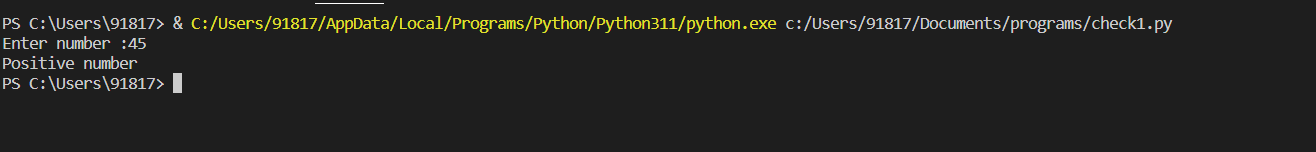 PS C:\Users\91817> & C:/Users/91817/AppData/Local/Programs/Python/Python311/python.exe c:/Users/91817/Documents/programs/check1.py
Enter number :45
Positive number
PS C:\Users\91817>